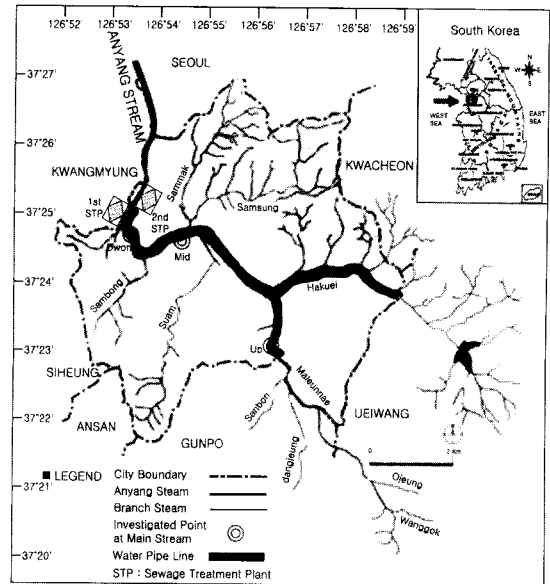 126°52' 126°53' 126°54' 126°55' 126°56' 126°57' 126°58' 126°59'
South Korea
N
W E
S
WEST
SEA
EAST
SEA
SEOUL
ANYANG STREAM
37°27'
37°26'
37°25'
37°24'
37°23'
37°22'
37°21'
37°20'
KWANGMYUNG
KWACHEON
Sammak
Samsung
1st
STP
2nd
STP
Dwon
Mid
Hakuei
Sambong
Suam
Up
Maleunnae
SIHEUNG
ANSAN
GUNPO
Sanbon
dangjeung
UEIWANG
0 2 Km
Ojeung
Wanggok
LEGEND
City Boundary
Anyang Steam
Branch Steam
Investigated Point
at Main Stream
Water Pipe Line
STP : Sewage Treatment Plant